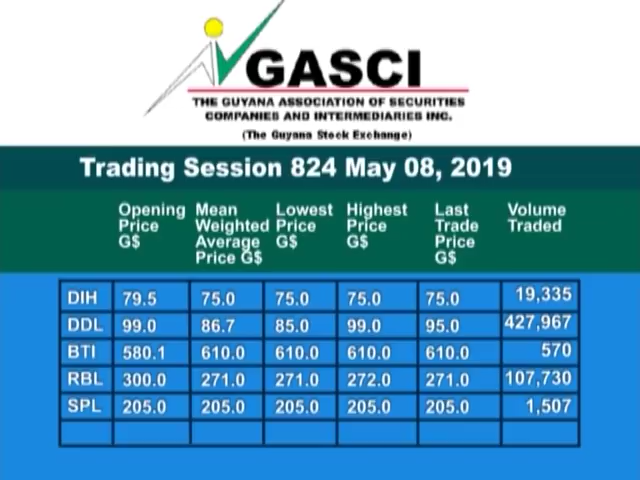 GASCI
THE GUYANA ASSOCIATION OF SECURITIES
COMPANIES AND INTERMEDIARIES INC.
(The Guyana Stock Exchange)
Trading Session 824 May 08, 2019
Opening Price G$ Mean Weighted Average Price G$ Lowest Price G$ Highest Price G$ Last Trade Price G$ Volume Traded
DIH 79.5 75.0 75.0 75.0 75.0 19,335
DDL 99.0 86.7 85.0 99.0 95.0 427,967
BTI 580.1 610.0 610.0 610.0 610.0 570
RBL 300.0 271.0 271.0 272.0 271.0 107,730
SPL 205.0 205.0 205.0 205.0 205.0 1,507